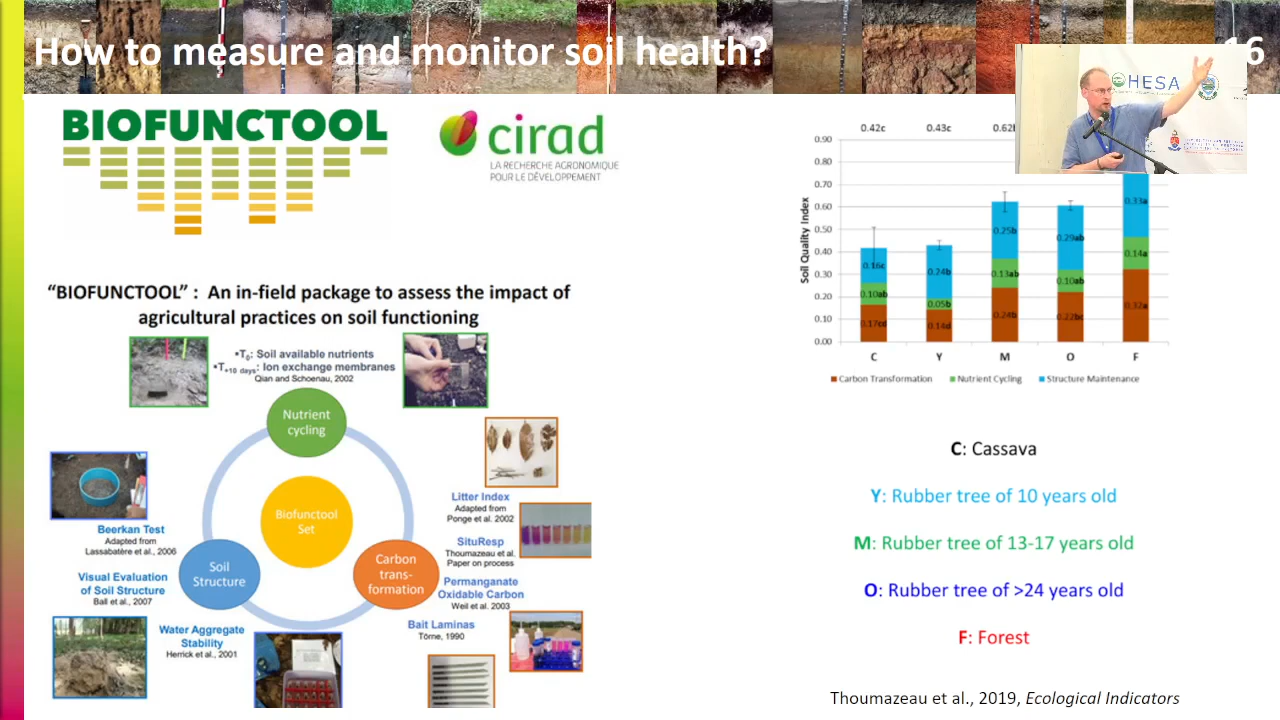 How to measure and monitor soil health?
16
BIOFUNCTOOL
cirad
LA RECHERCHE AGRONOMIQUE
POUR LE DÉVELOPPEMENT
OHESA
"BIOFUNCTOOL" : An in-field package to assess the impact of
agricultural practices on soil functioning
•T0: Soil available nutrients
•T+10 days: Ion exchange membranes
Qian and Schoenau, 2002
Nutrient
cycling
Biofunctool
Set
Soil
Structure
Carbon
trans-
formation
Litter Index
Adapted from
Ponge et al. 2002
SituResp
Thoumazeau et al.
Paper on process
Permanganate
Oxidable Carbon
Weil et al. 2003
Bait Laminas
Törne, 1990
Beerkan Test
Adapted from
Lassabatère et al., 2006
Visual Evaluation
of Soil Structure
Ball et al., 2007
Water Aggregate
Stability
Herrick et al., 2001
0.42c 0.43c
Soil Quality Index
0.90
0.80
0.70
0.60
0.50
0.40
0.30
0.20
0.10
0.00
0.16c
0.10ab
0.17cd
0.24b
0.05b
0.14d
0.25b
0.13ab
0.24b
0.29ab
0.10ab
0.22bc
0.33a
0.14a
0.32a
C Y M O F
Carbon Transformation Nutrient Cycling Structure Maintenance
C: Cassava
Y: Rubber tree of 10 years old
M: Rubber tree of 13-17 years old
O: Rubber tree of >24 years old
F: Forest
Thoumazeau et al., 2019, Ecological Indicators